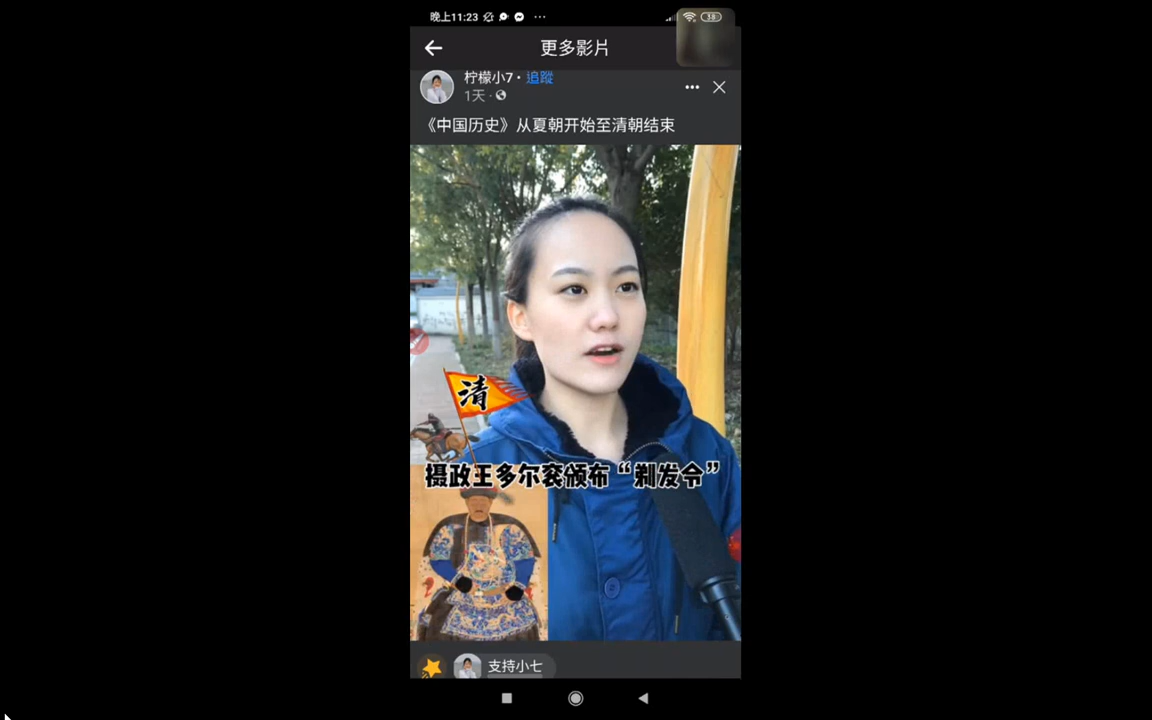 晚上11:23
38
更多影片
柠檬小7 · 追蹤
1天
《中国历史》从夏朝开始至清朝结束
清
摄政王多尔衮颁布“剃发令”
支持小七